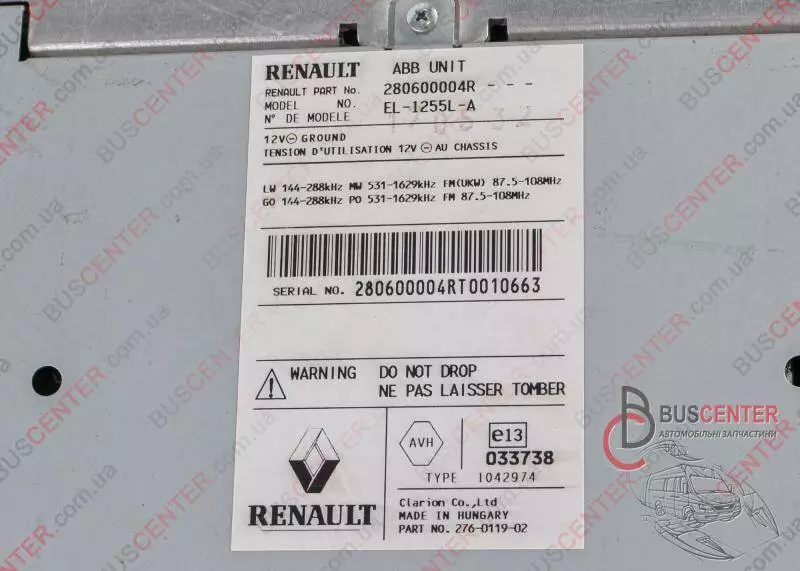 RENAULT ABB UNIT
RENAULT PART No. 280600004R - - -
MODEL NO. EL-1255L-A
N° DE MODELE
12V⊖GROUND
TENSION D'UTILISATION 12V ⊖ AU CHASSIS
LW 144-288kHz MW 531-1629kHz FM(UKW) 87.5-108MHz
GO 144-288kHz PO 531-1629kHz FM 87.5-108MHz
SERIAL NO. 280600004RT0010663
WARNING DO NOT DROP
NE PAS LAISSER TOMBER
AVH e13
033738
TYPE 1042974
RENAULT
Clarion Co.,Ltd
MADE IN HUNGARY
PART NO. 276-0119-02
BUSCENTER
АВТОМОБІЛЬНІ ЗАПЧАСТИНИ
BUSCENTER.com.ua